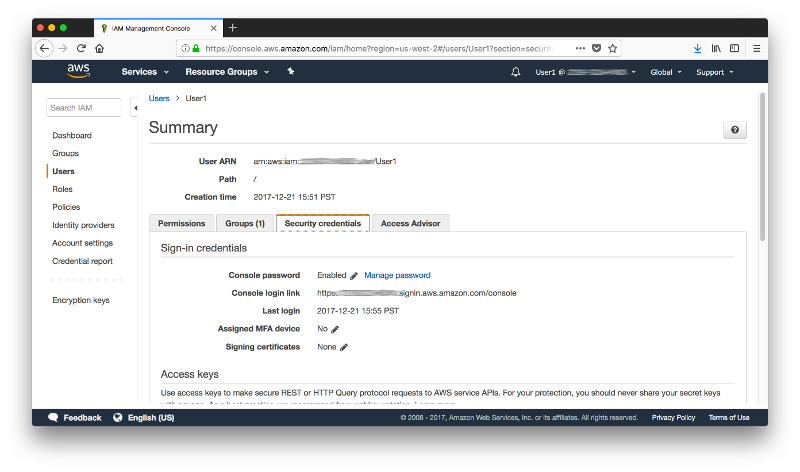 IAM Management Console
https://console.aws.amazon.com/iam/home?region=us-west-2#/users/User1?section=securit
aws
Services
Resource Groups
User1 @
Global
Support
Search IAM
Dashboard
Groups
Users
Roles
Policies
Identity providers
Account settings
Credential report
Encryption keys
Users > User1
Summary
User ARN arn:aws:iam:: /User1
Path /
Creation time 2017-12-21 15:51 PST
Permissions
Groups (1)
Security credentials
Access Advisor
Sign-in credentials
Console password Enabled Manage password
Console login link https: .signin.aws.amazon.com/console
Last login 2017-12-21 15:55 PST
Assigned MFA device No
Signing certificates None
Access keys
Use access keys to make secure REST or HTTP Query protocol requests to AWS service APIs. For your protection, you should never share your secret keys
Feedback
English (US)
© 2008 - 2017, Amazon Web Services, Inc. or its affiliates. All rights reserved.
Privacy Policy
Terms of Use